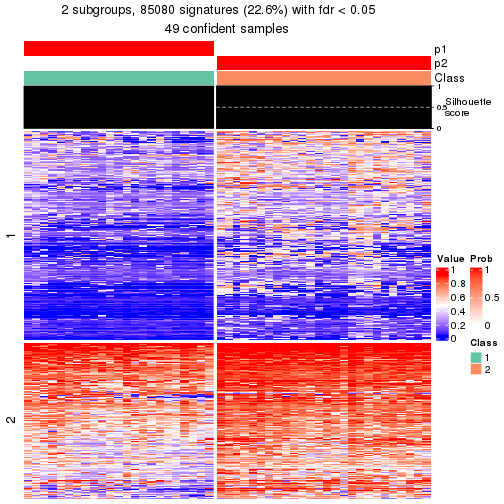 2 subgroups, 85080 signatures (22.6%) with fdr < 0.05
49 confident samples
p1
p2
Class
1
0.5
0
Silhouette
score
1
2
Value
1
0.8
0.6
0.4
0.2
0
Prob
1
0.5
0
Class
1
2